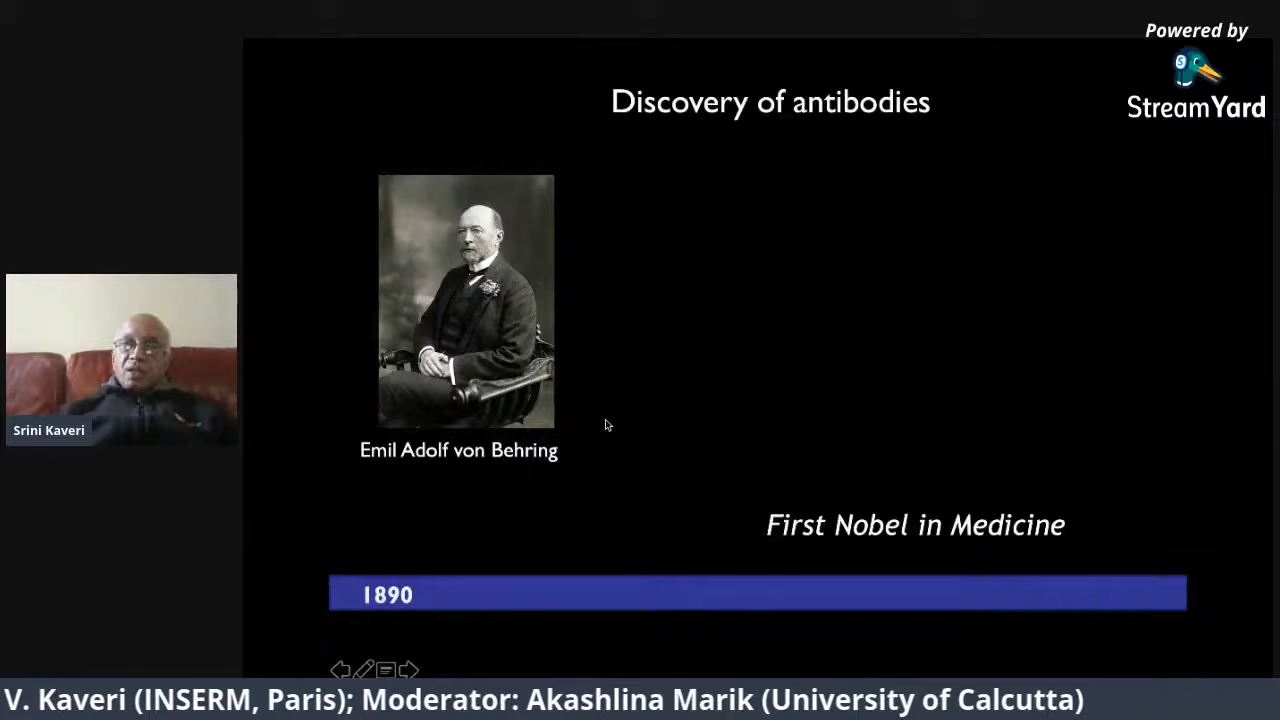 Powered by
S
StreamYard
Discovery of antibodies
Srini Kaveri
Emil Adolf von Behring
First Nobel in Medicine
1890
V. Kaveri (INSERM, Paris); Moderator: Akashlina Marik (University of Calcutta)